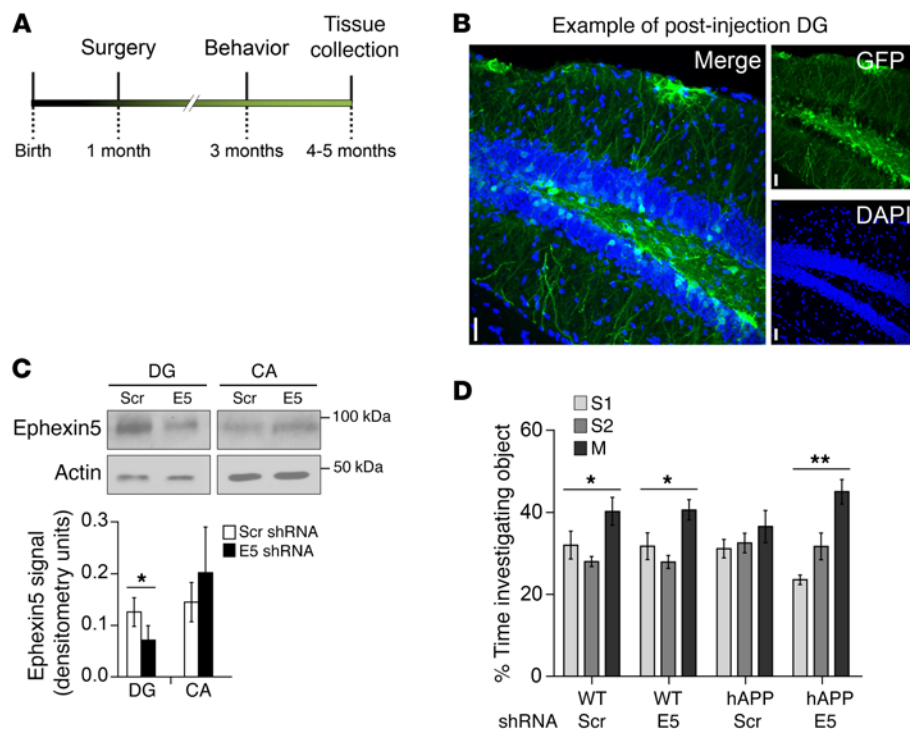 A
Surgery
Behavior
Tissue
collection
Birth
1 month
3 months
4-5 months
B
Example of post-injection DG
Merge
GFP
DAPI
C
DG
CA
Scr
E5
Scr
E5
Ephexin5
100 kDa
Actin
50 kDa
Ephexin5 signal
(densitometry units)
0.3
0.2
0.1
0.0
Scr shRNA
E5 shRNA
*
DG
CA
D
S1
S2
M
% Time investigating object
60
40
20
0
*
*
**
WT
WT
hAPP
hAPP
shRNA
Scr
E5
Scr
E5